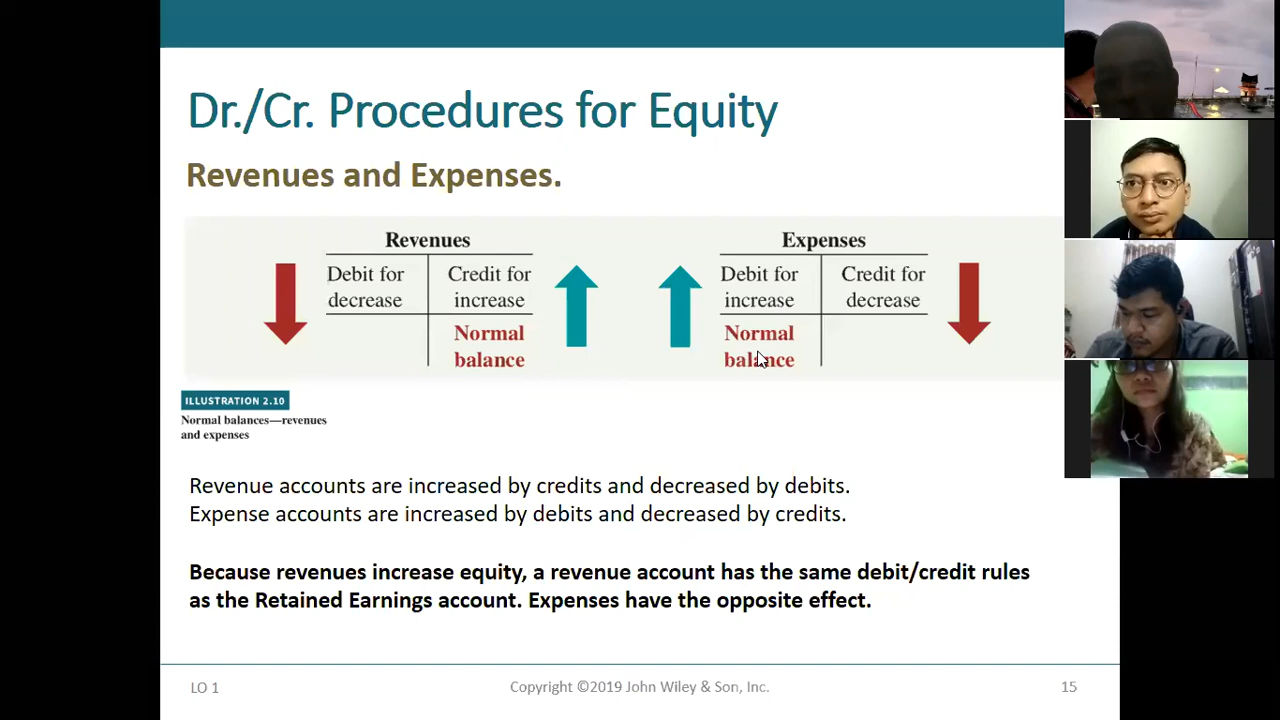 Dr./Cr. Procedures for Equity
Revenues and Expenses.
Revenues
Debit for decrease
Credit for increase
Normal balance
Expenses
Debit for increase
Credit for decrease
Normal balance
ILLUSTRATION 2.10
Normal balances—revenues
and expenses
Revenue accounts are increased by credits and decreased by debits.
Expense accounts are increased by debits and decreased by credits.
Because revenues increase equity, a revenue account has the same debit/credit rules
as the Retained Earnings account. Expenses have the opposite effect.
LO 1
Copyright ©2019 John Wiley & Son, Inc.
15